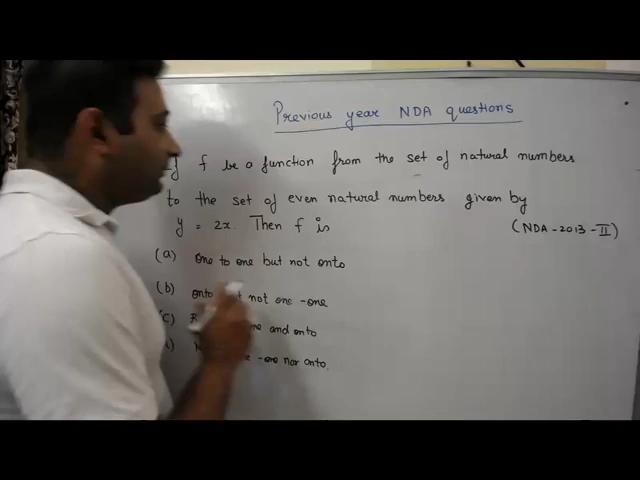 Previous year NDA questions
f be a function from the set of natural numbers
to the set of even natural numbers given by
y = 2x. Then f is
(NDA-2013-II)
(a) one to one but not onto
(b) onto not one-one
(c) and onto
-one nor onto.